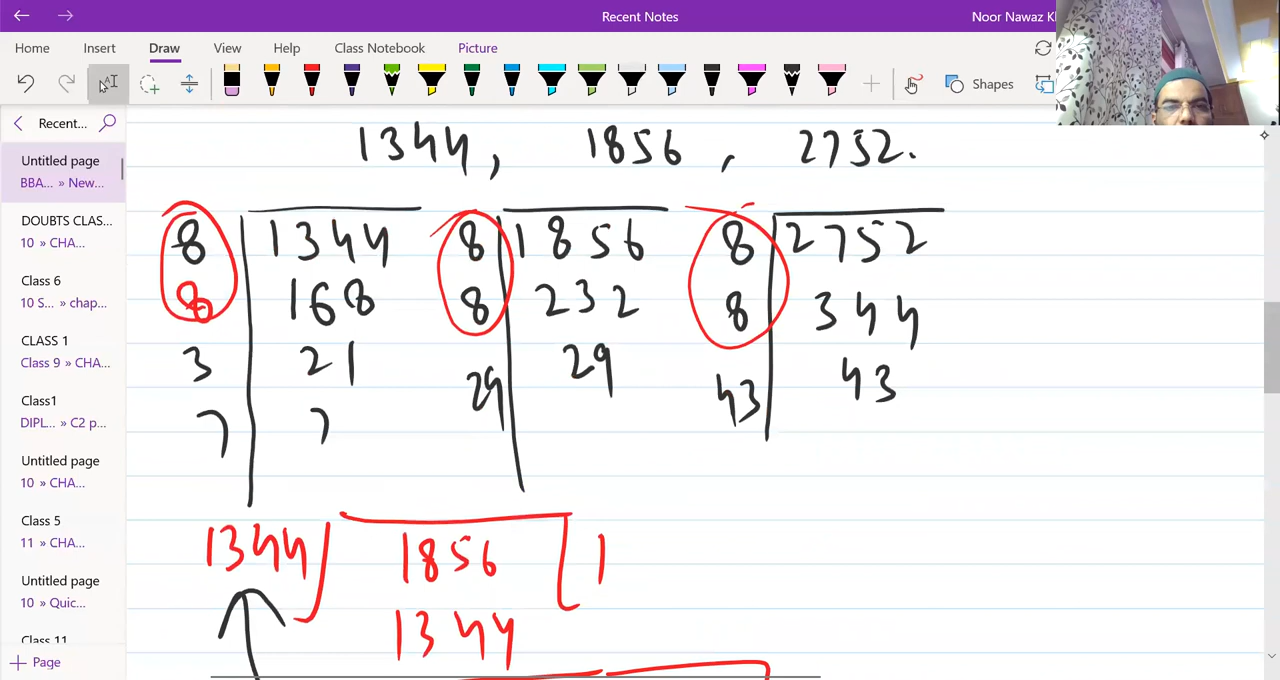 Recent Notes
Noor Nawaz
Home Insert Draw View Help Class Notebook Picture
Shapes
Recent...
Untitled page
BBA... » New...
DOUBTS CLAS...
10 » CHA...
Class 6
10 S... » chap...
CLASS 1
Class 9 » CHA...
Class1
DIPL... » C2 p...
Untitled page
10 » CHA...
Class 5
11 » CHA...
Untitled page
10 » Quic...
Class 11
+ Page
1344, 1856, 2752.
8 1344 8 1856 8 2752
8 168 8 232 8 344
3 21 29 29 43 43
7 7
1344 1856 1
1344